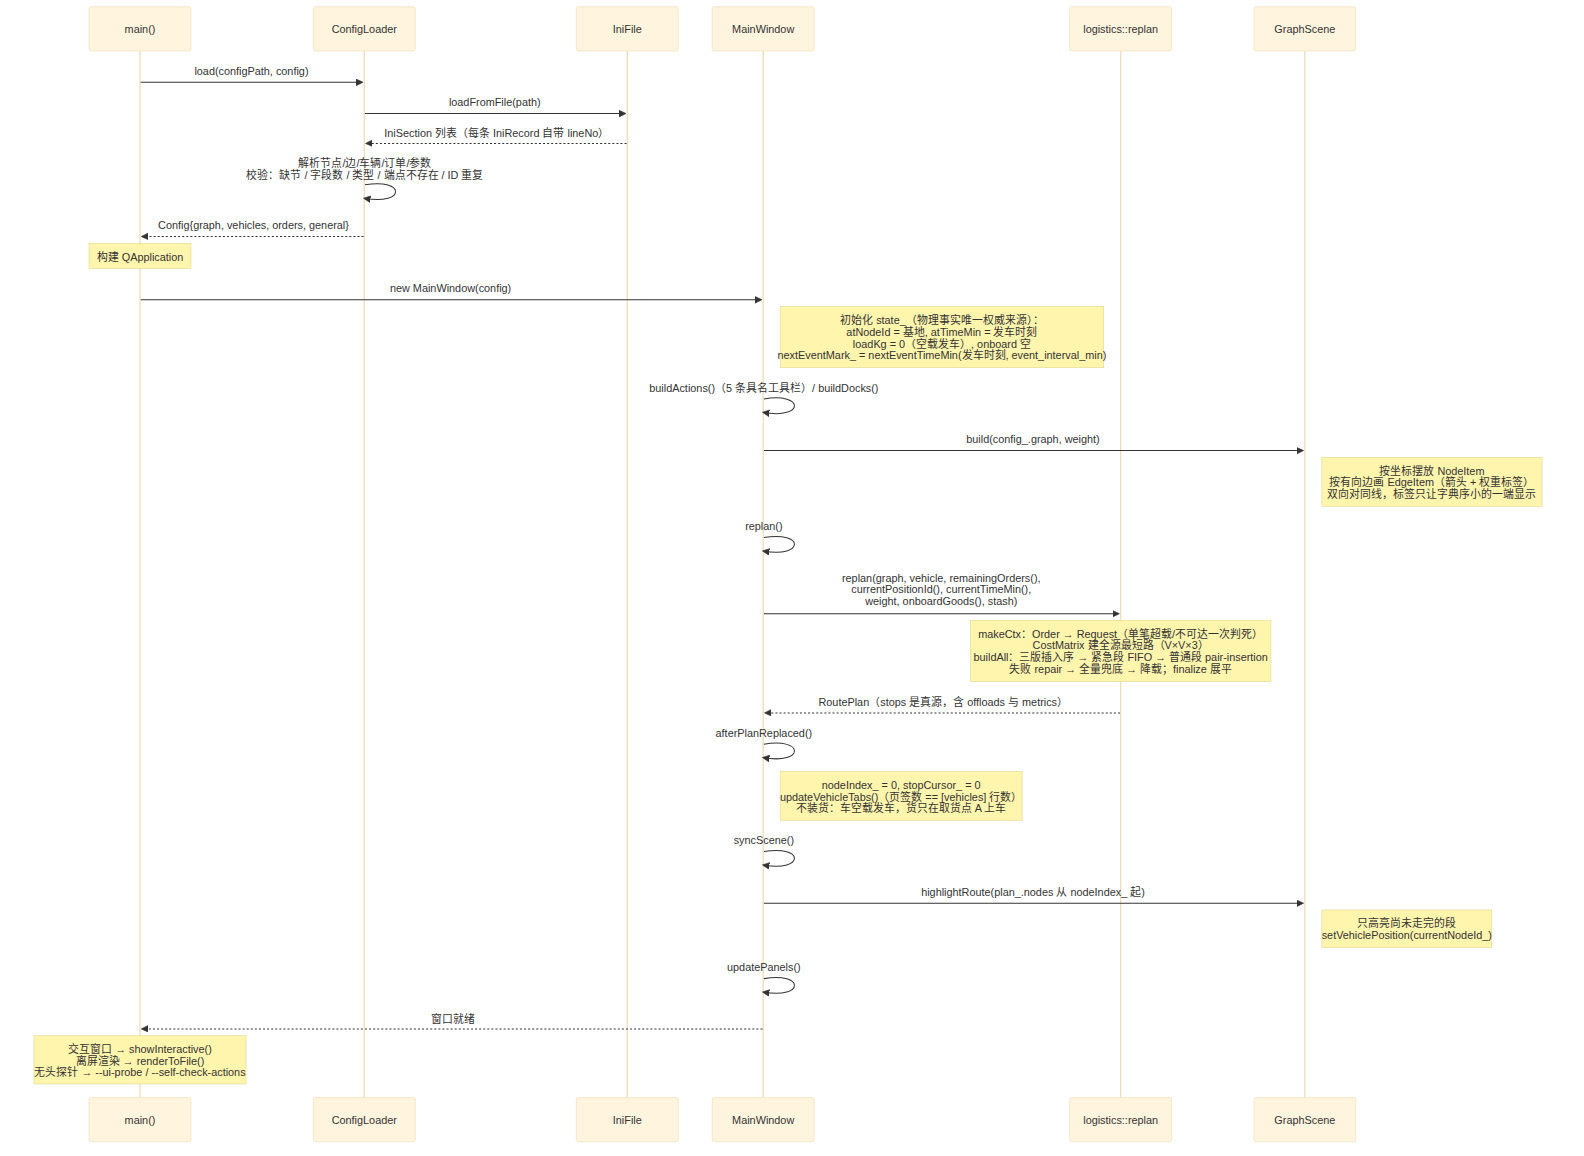 main()
ConfigLoader
IniFile
MainWindow
logistics::replan
GraphScene
load(configPath, config)
loadFromFile(path)
IniSection 列表（每条 IniRecord 自带 lineNo）
解析节点/边/车辆/订单/参数
校验：缺节 / 字段数 / 类型 / 端点不存在 / ID 重复
Config{graph, vehicles, orders, general}
构建 QApplication
new MainWindow(config)
初始化 state_（物理事实唯一权威来源）：
atNodeId = 基地, atTimeMin = 发车时刻
loadKg = 0（空载发车）, onboard 空
nextEventMark_ = nextEventTimeMin(发车时刻, event_interval_min)
buildActions()（5 条具名工具栏）/ buildDocks()
build(config_.graph, weight)
按坐标摆放 NodeItem
按有向边画 EdgeItem（箭头 + 权重标签）
双向对同线，标签只让字典序小的一端显示
replan()
replan(graph, vehicle, remainingOrders(),
currentPositionId(), currentTimeMin(),
weight, onboardGoods(), stash)
makeCtx：Order → Request（单笔超载/不可达一次判死）
CostMatrix 建全源最短路（V×V×3）
buildAll：三版插入序 → 紧急段 FIFO → 普通段 pair-insertion
失败 repair → 全量兜底 → 降载；finalize 展平
RoutePlan（stops 是真源，含 offloads 与 metrics）
afterPlanReplaced()
nodeIndex_ = 0, stopCursor_ = 0
updateVehicleTabs()（页签数 == [vehicles] 行数）
不装货：车空载发车，货只在取货点 A 上车
syncScene()
highlightRoute(plan_.nodes 从 nodeIndex_ 起)
只高亮尚未走完的段
setVehiclePosition(currentNodeId_)
updatePanels()
窗口就绪
交互窗口 → showInteractive()
离屏渲染 → renderToFile()
无头探针 → --ui-probe / --self-check-actions
main()
ConfigLoader
IniFile
MainWindow
logistics::replan
GraphScene